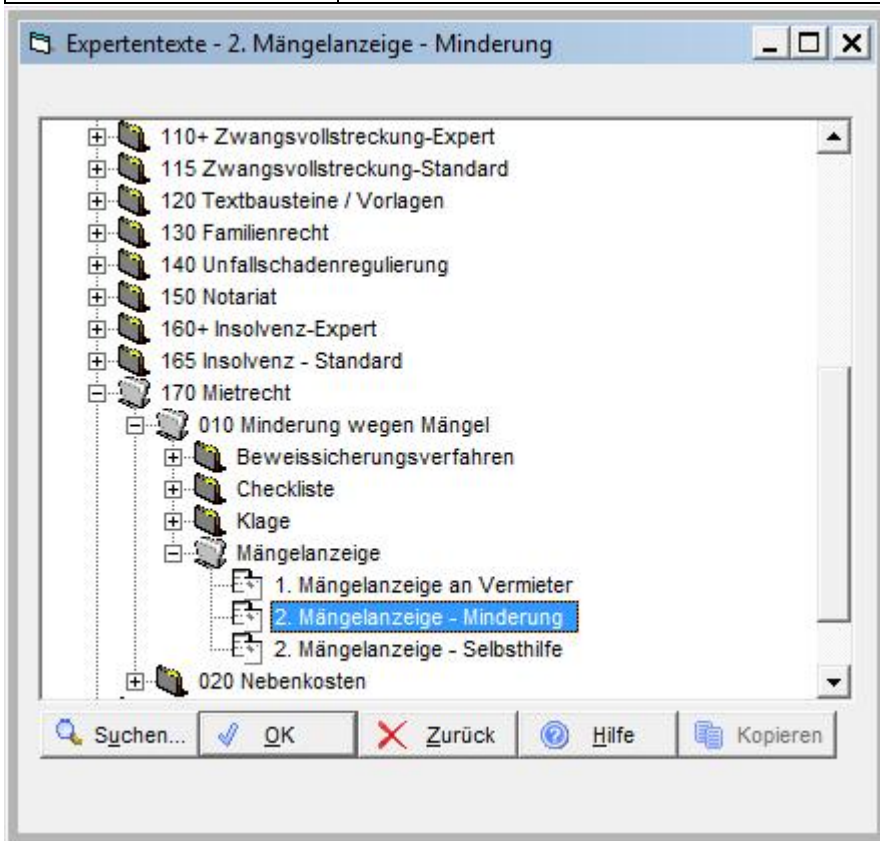 Expertentexte - 2. Mängelanzeige - Minderung
110+ Zwangsvollstreckung-Expert
115 Zwangsvollstreckung-Standard
120 Textbausteine / Vorlagen
130 Familienrecht
140 Unfallschadenregulierung
150 Notariat
160+ Insolvenz-Expert
165 Insolvenz - Standard
170 Mietrecht
010 Minderung wegen Mängel
Beweissicherungsverfahren
Checkliste
Klage
Mängelanzeige
1. Mängelanzeige an Vermieter
2. Mängelanzeige - Minderung
2. Mängelanzeige - Selbsthilfe
020 Nebenkosten
Suchen... OK Zurück Hilfe Kopieren